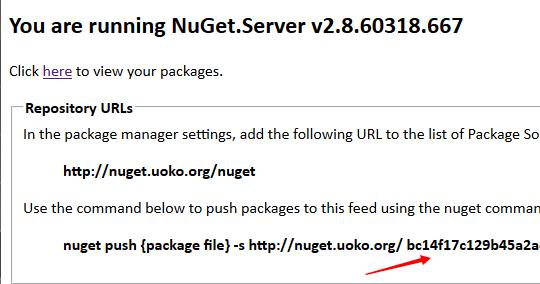 You are running NuGet.Server v2.8.60318.667
Click here to view your packages.
Repository URLs
In the package manager settings, add the following URL to the list of Package So
http://nuget.uoko.org/nuget
Use the command below to push packages to this feed using the nuget comman
nuget push {package file} -s http://nuget.uoko.org/ bc14f17c129b45a2a